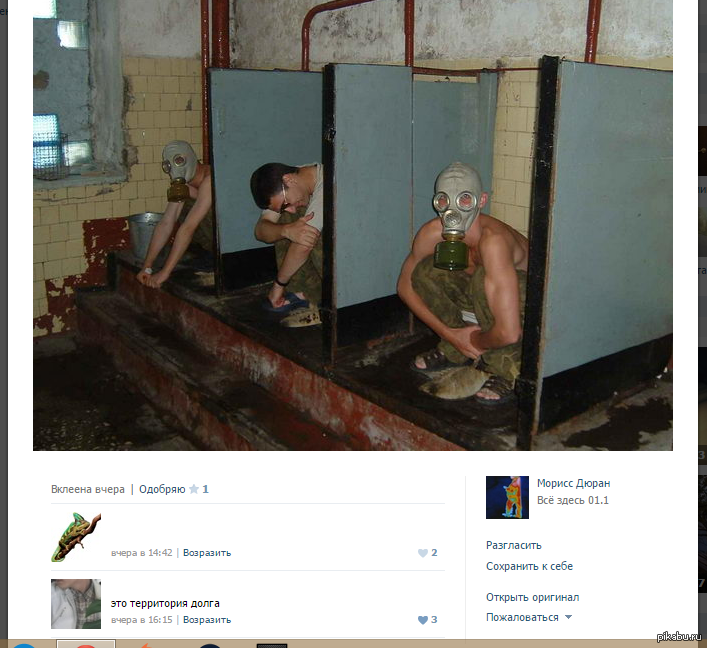 Вклеена вчера | Одобряю 1
вчера в 14:42 | Возразить
2
это территория долга
вчера в 16:15 | Возразить
3
Морисс Дюран
Всё здесь 01.1
Разгласить
Сохранить к себе
Открыть оригинал
Пожаловаться
pikabu.ru